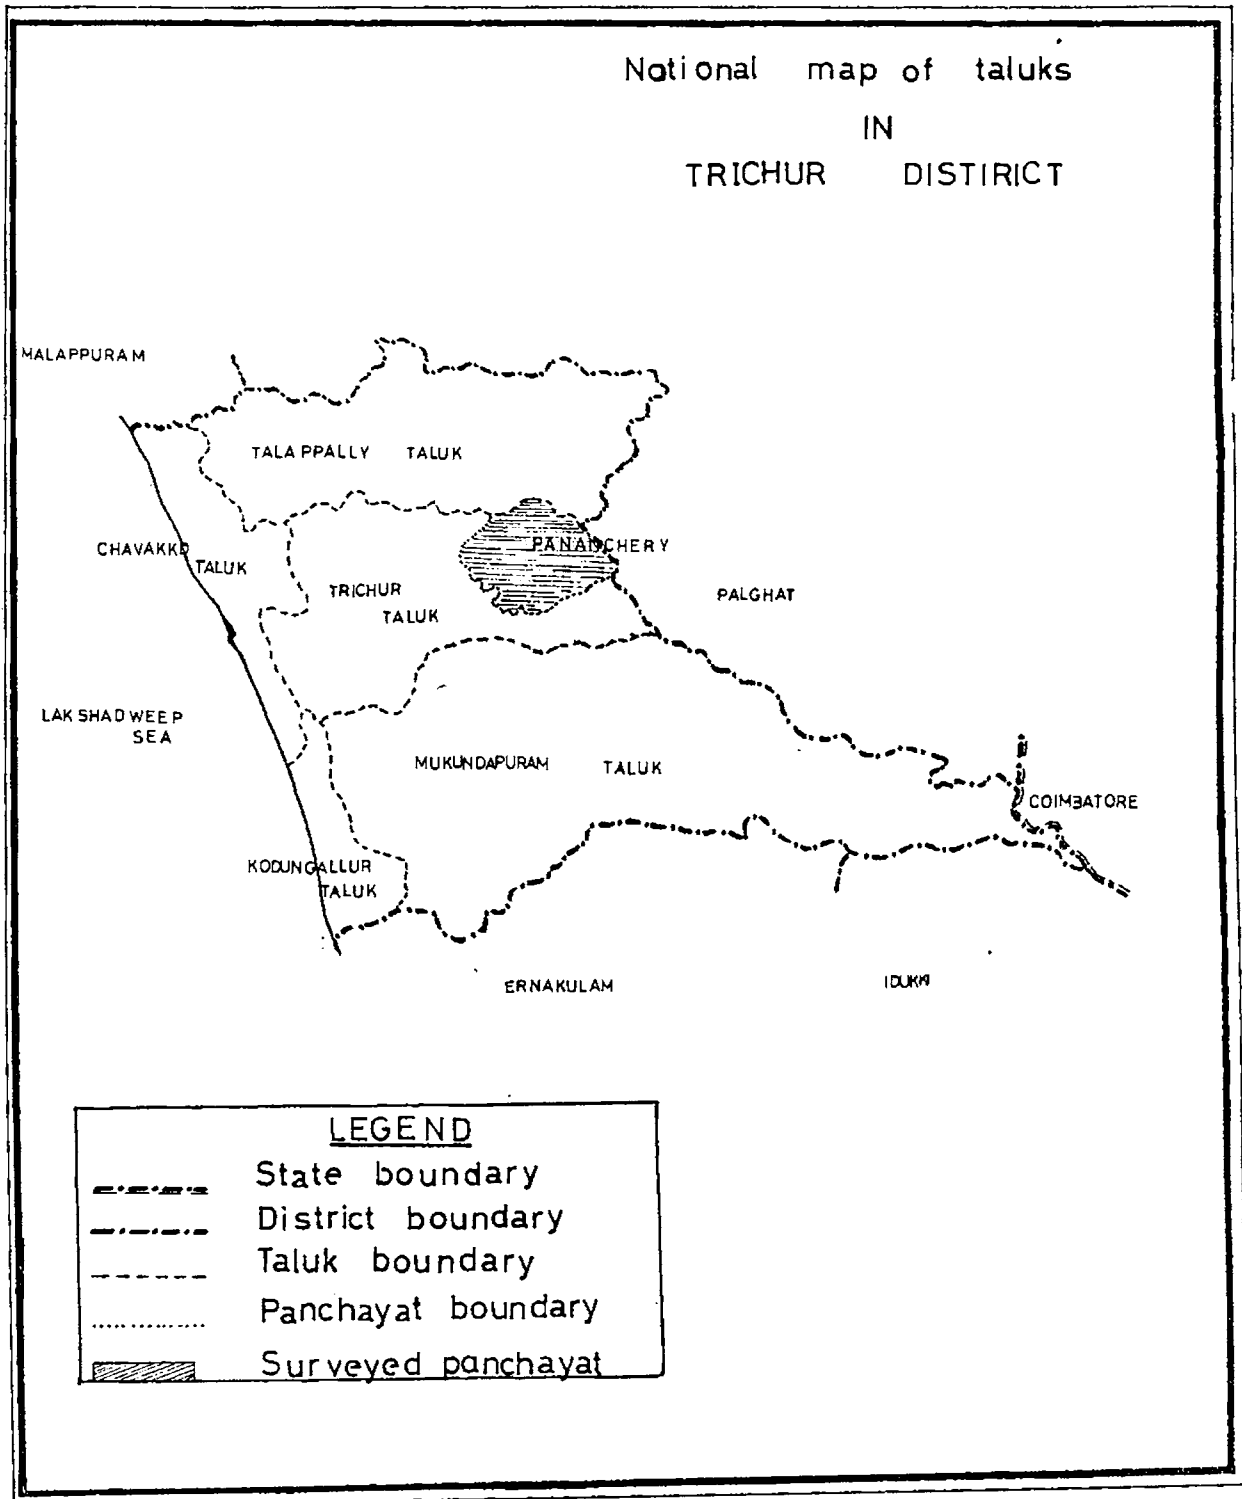 National map of taluks
IN
TRICHUR DISTIRICT
MALAPPURAM
TALAPPALLY TALUK
CHAVAKKD
TALUK
PANANCHERY
TRICHUR
TALUK
PALGHAT
LAKSHADWEEP
SEA
MUKUNDAPURAM TALUK
COIMBATORE
KODUNGALLUR
TALUK
ERNAKULAM
IDUKKI
LEGEND
State boundary
District boundary
Taluk boundary
Panchayat boundary
Surveyed panchayat